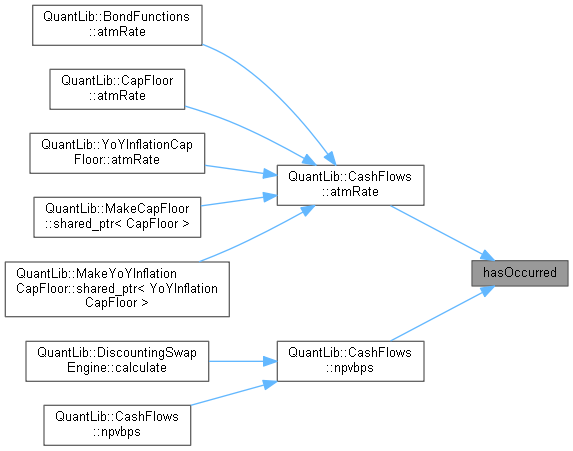 QuantLib::BondFunctions
::atmRate
QuantLib::CapFloor
::atmRate
QuantLib::YoYInflationCap
Floor::atmRate
QuantLib::MakeCapFloor
::shared_ptr< CapFloor >
QuantLib::MakeYoYInflation
CapFloor::shared_ptr< YoYInflation
CapFloor >
QuantLib::DiscountingSwap
Engine::calculate
QuantLib::CashFlows
::npvbps
QuantLib::CashFlows
::atmRate
QuantLib::CashFlows
::npvbps
hasOccurred